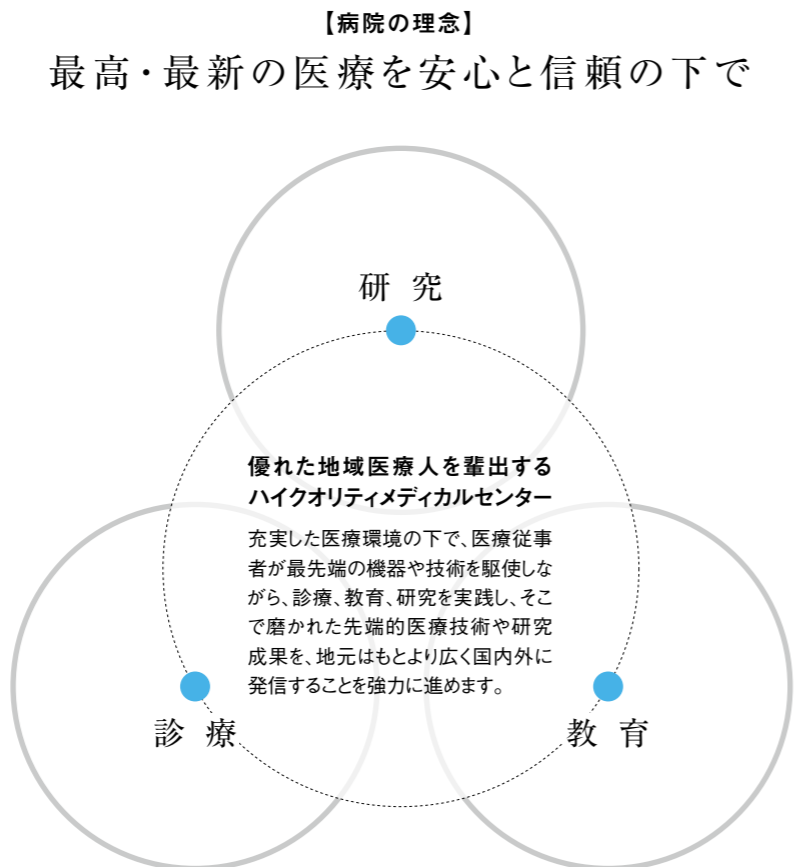 【病院の理念】
最高・最新の医療を安心と信頼の下で
研究
優れた地域医療人を輩出する
ハイクオリティメディカルセンター
充実した医療環境の下で、医療従事
者が最先端の機器や技術を駆使しな
がら、診療、教育、研究を実践し、そこ
で磨かれた先端的医療技術や研究
成果を、地元はもとより広く国内外に
発信することを強力に進めます。
診療
教育